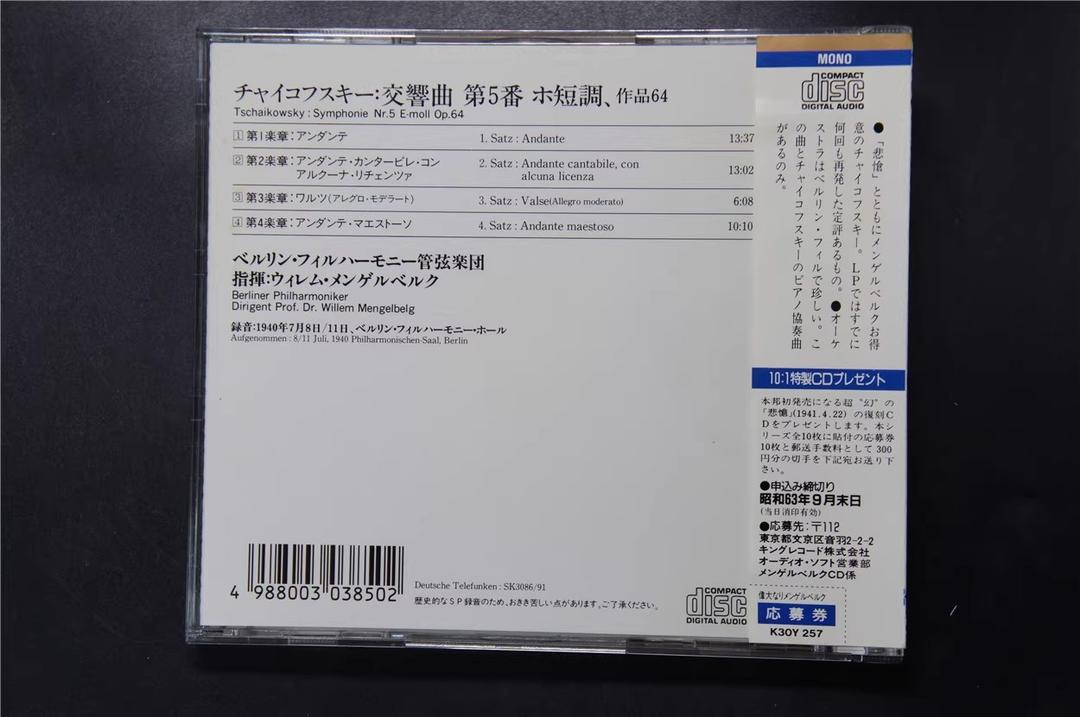 チャイコフスキー：交響曲 第5番 ホ短調、作品64
Tschaikowsky : Symphonie Nr.5 E-moll Op.64
1 第1楽章：アンダンテ 1. Satz : Andante 13:37
2 第2楽章：アンダンテ・カンタービレ・コン 2. Satz : Andante cantabile, con 13:02
アルクーナ・リチェンツァ alcuna licenza
3 第3楽章：ワルツ(アレグロ・モデラート) 3. Satz : Valse(Allegro moderato) 6:08
4 第4楽章：アンダンテ・マエストーソ 4. Satz : Andante maestoso 10:10
ベルリン・フィルハーモニー管弦楽団
指揮：ウィレム・メンゲルベルク
Berliner Philharmoniker
Dirigent Prof. Dr. Willem Mengelbelg
録音：1940年7月8日/11日、ベルリン・フィルハーモニー・ホール
Aufgenommen : 8/11 Juli, 1940 Philharmonischen-Saal, Berlin
4 988003 038502
Deutsche Telefunken : SK3086/91
歴史的なSP録音のため、おきき苦しい点があります。ご了承ください。
COMPACT
disc
DIGITAL AUDIO
MONO
COMPACT
disc
DIGITAL AUDIO
●「悲愴」とともにメンゲルベルクお得
意のチャイコフスキー。LPではすでに
何回も再発した定評あるもの。●オーケ
ストラはベルリン・フィルで珍しい。こ
の曲とチャイコフスキーのピアノ協奏曲
があるのみ。
10:1特製CDプレゼント
本邦初発売になる超“幻”の
「悲愴」(1941.4.22) の復刻C
Dをプレゼントします。本シ
リーズ全10枚に貼付の応募券
10枚と郵送手数料として300
円分の切手を下記宛お送り下
さい。
●申込み締切り
昭和63年9月末日
(当日消印有効)
●応募先：〒112
東京都文京区音羽2-2-2
キングレコード株式会社
オーディオ・ソフト営業部
メンゲルベルクCD係
偉大なりメンゲルベルク
応募券
K30Y 257